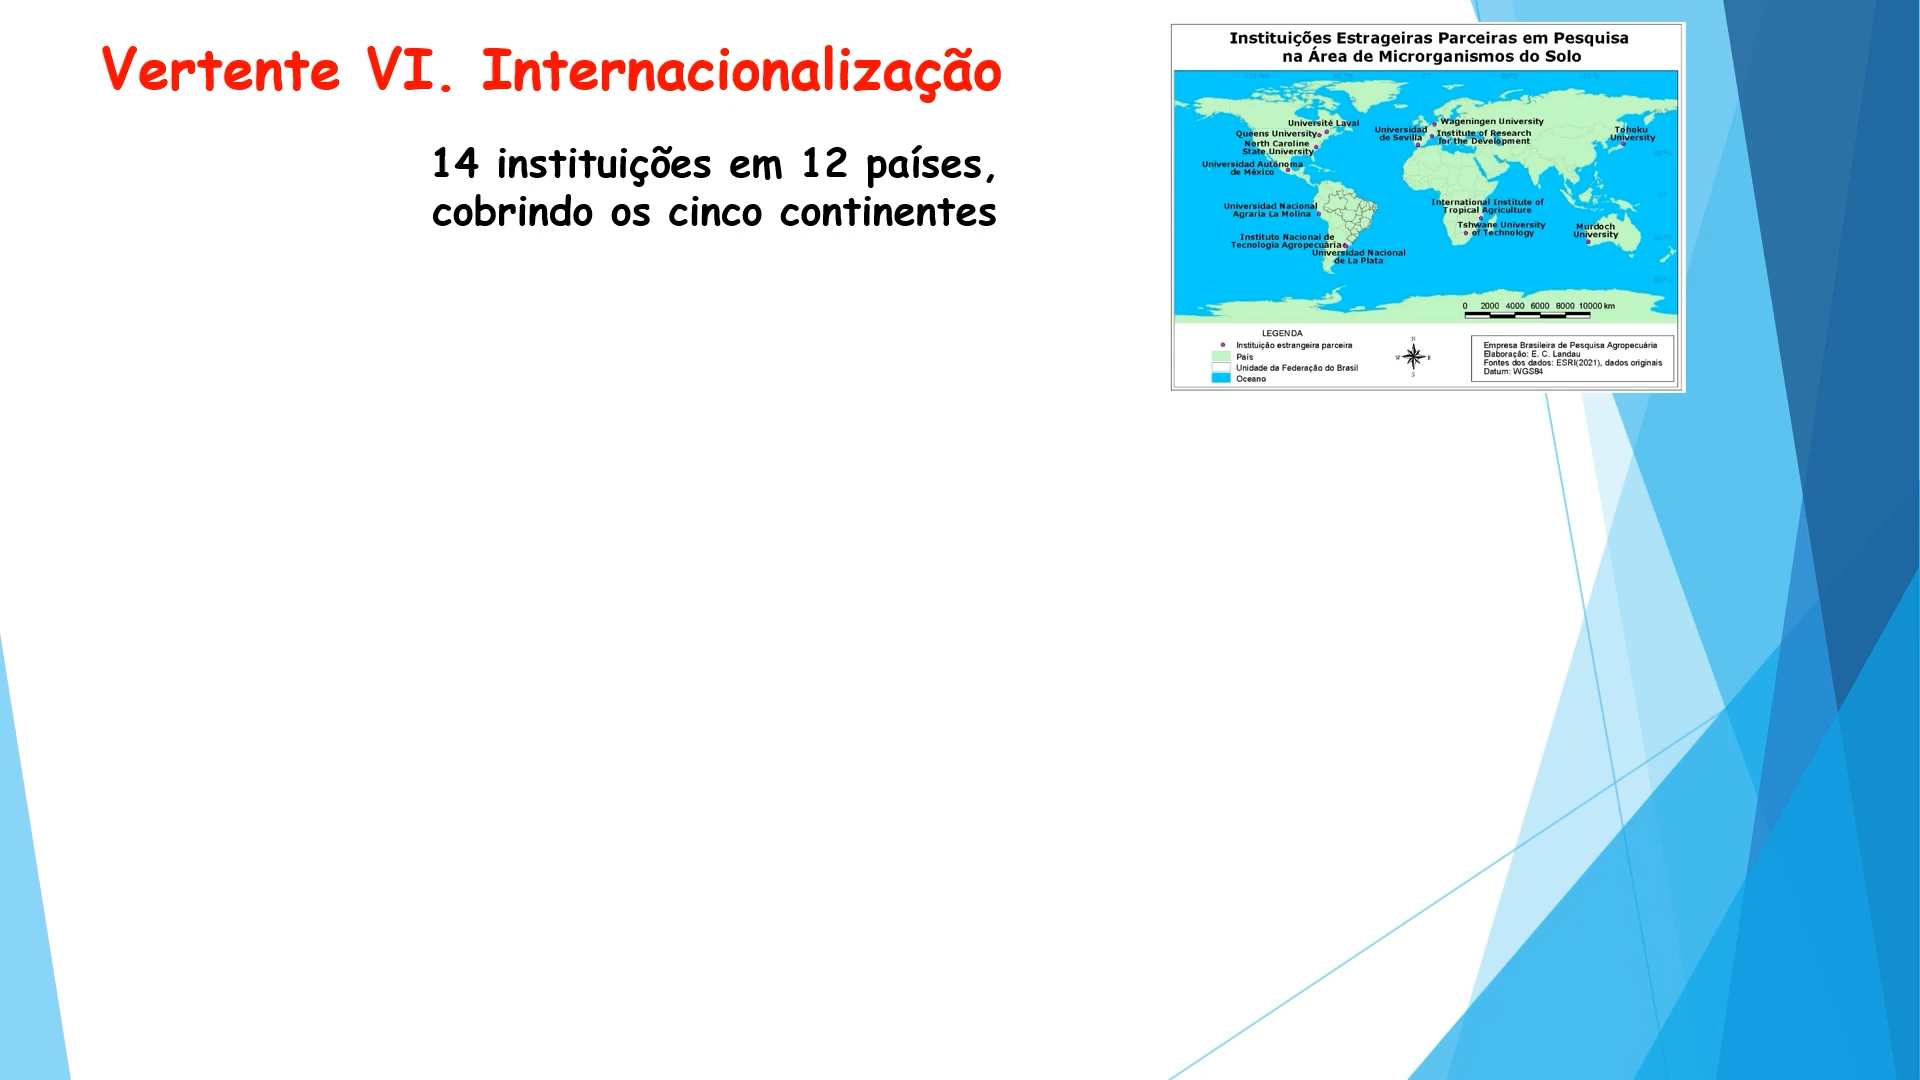 Vertente VI. Internacionalização
14 instituições em 12 países,
cobrindo os cinco continentes
Instituições Estrageiras Parceiras em Pesquisa
na Área de Microrganismos do Solo
Université Laval
Queens University
North Caroline
State University
Universidad Autónoma
de México
Universidad Nacional
Agraria La Molina
Instituto Nacional de
Tecnología Agropecuária
Universidad Nacional
de La Plata
Universidad
de Sevilla
Wageningen University
Institute of Research
for the Development
International Institute of
Tropical Agriculture
Tshwane University
of Technology
Tohoku
University
Murdoch
University
0 2000 4000 6000 8000 10000 km
LEGENDA
Instituição estrangeira parceira
País
Unidade da Federação do Brasil
Oceano
N
W E
S
Empresa Brasileira de Pesquisa Agropecuária
Elaboração: E. C. Landau
Fontes dos dados: ESRI(2021), dados originais
Datum: WGS84